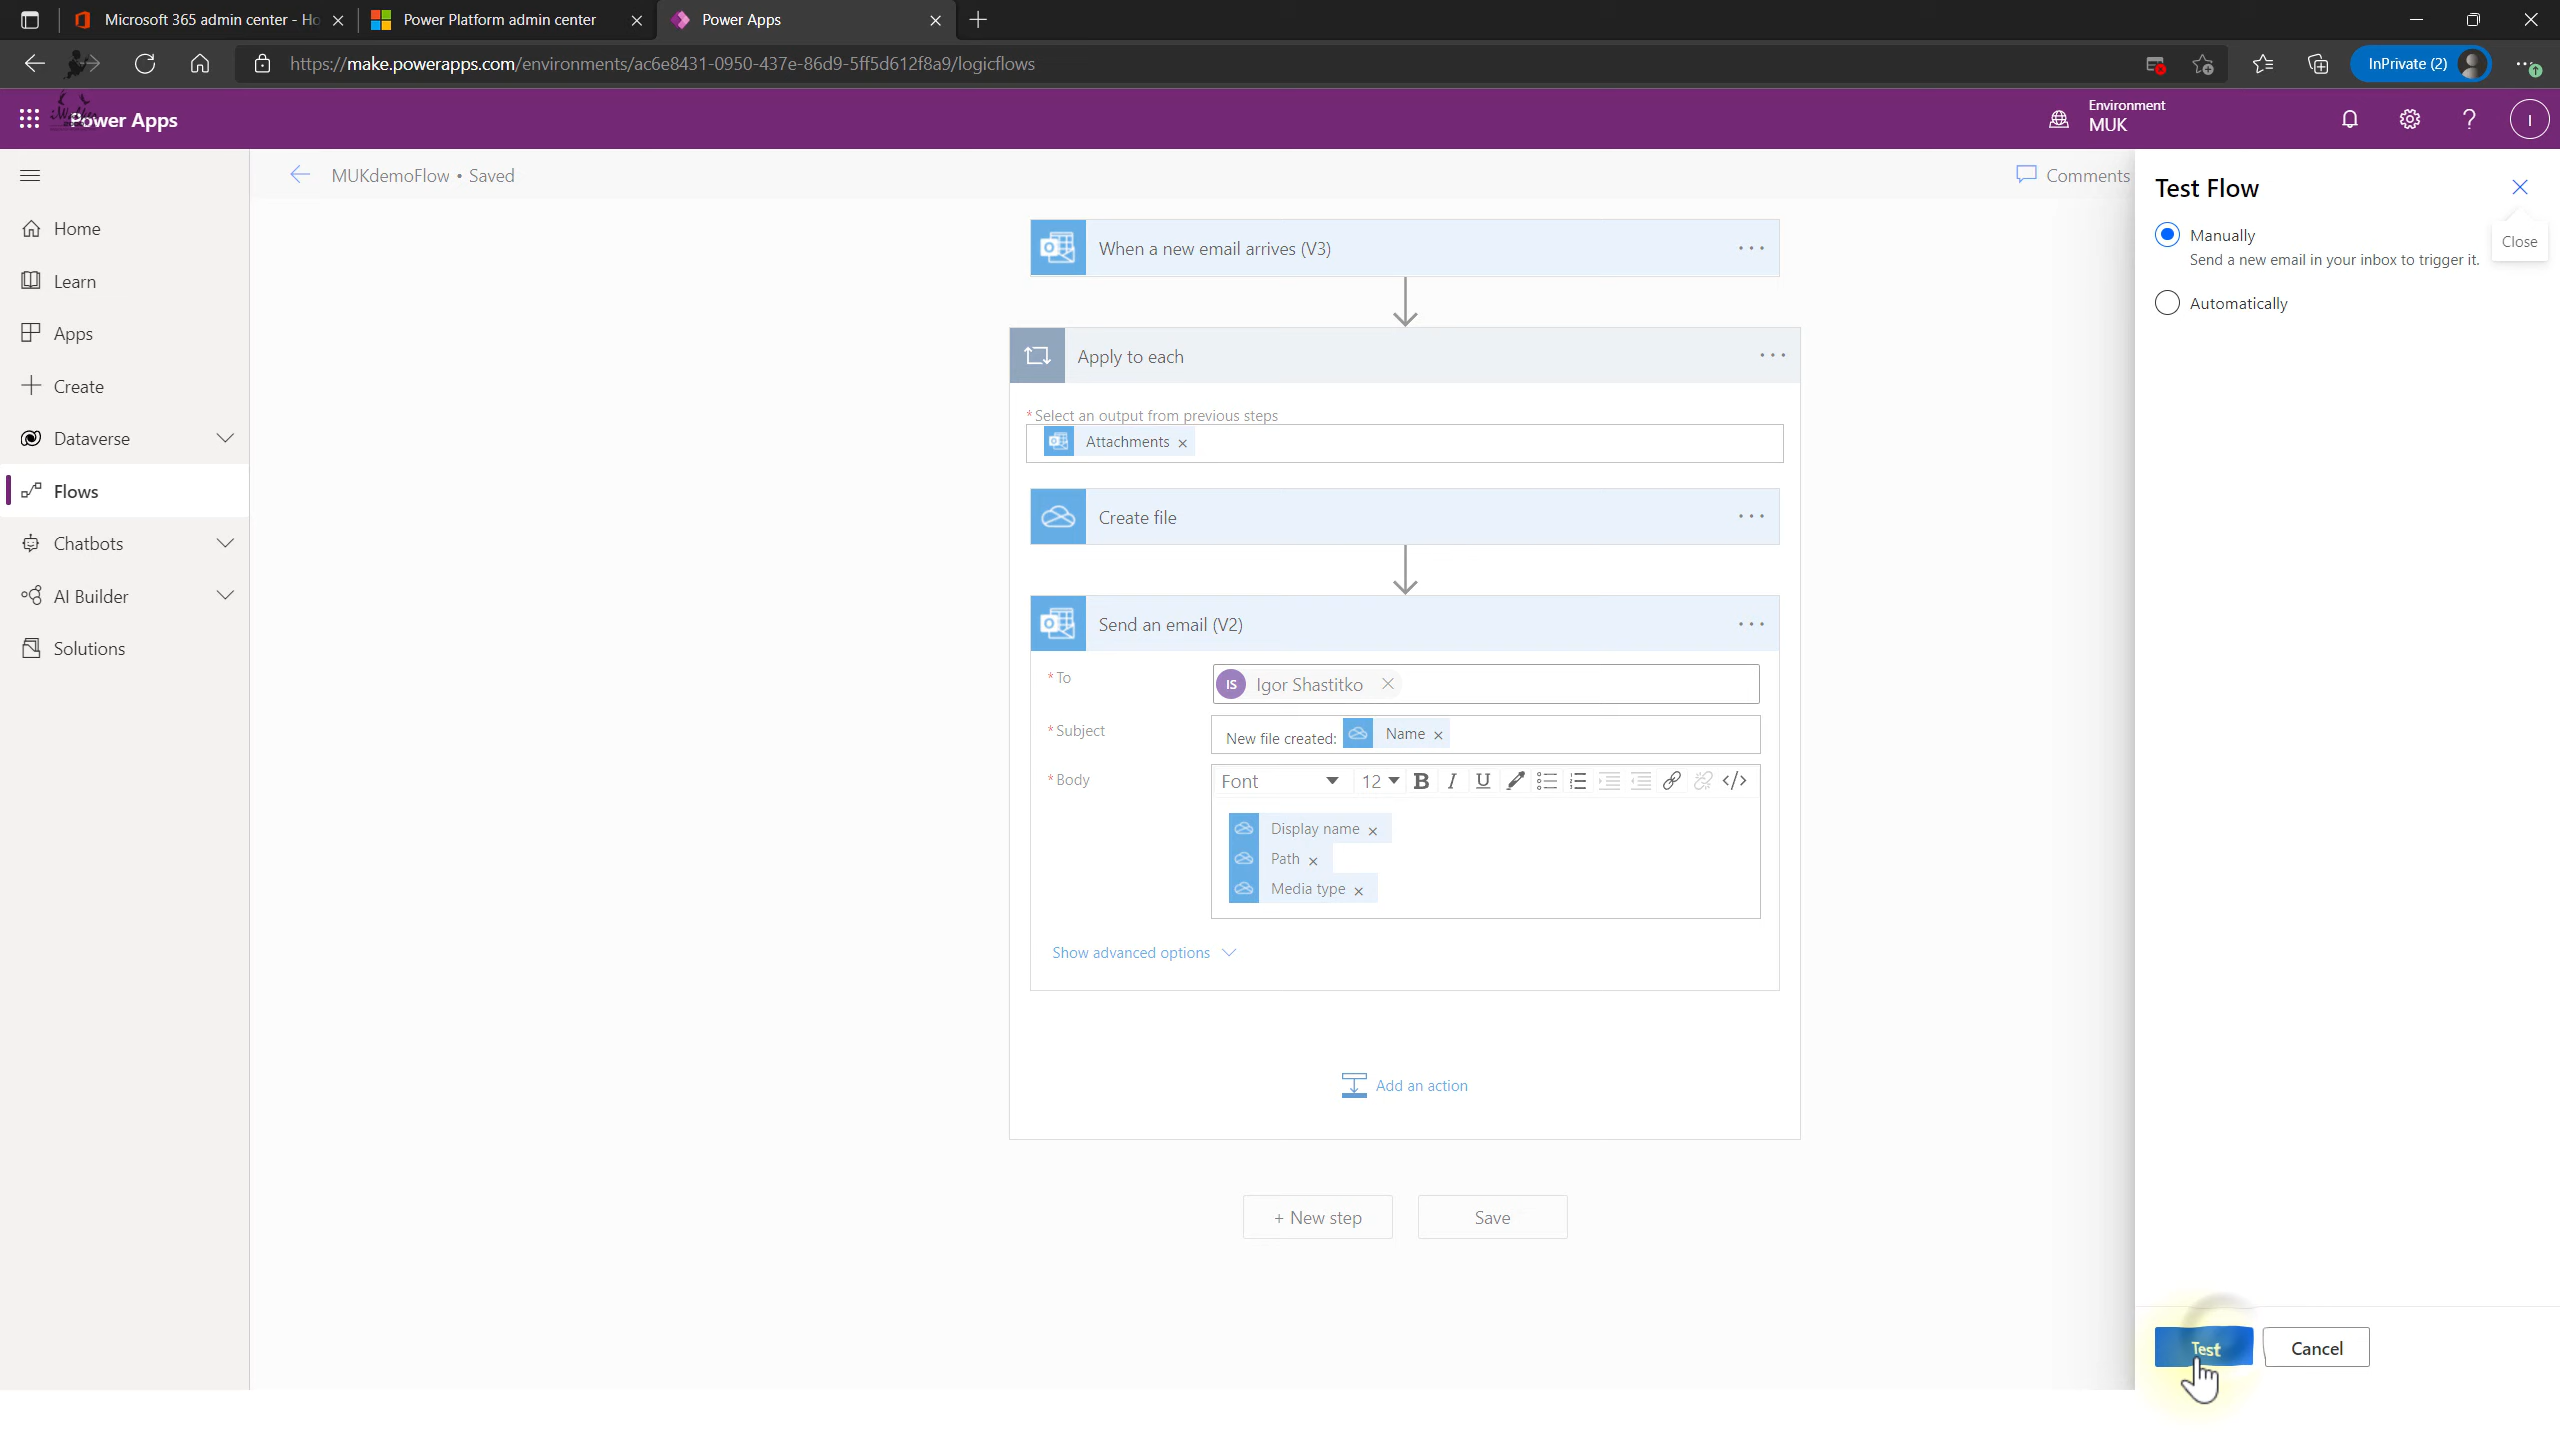 Microsoft 365 admin center - Ho
Power Platform admin center
Power Apps
https://make.powerapps.com/environments/ac6e8431-0950-437e-86d9-5ff5d612f8a9/logicflows
InPrivate (2)
Power Apps
Environment
MUK
I
MUKdemoFlow • Saved
Comments
Home
Learn
Apps
Create
Dataverse
Flows
Chatbots
AI Builder
Solutions
When a new email arrives (V3)
Apply to each
* Select an output from previous steps
Attachments
Create file
Send an email (V2)
* To
IS Igor Shastitko
* Subject
New file created: Name
* Body
Font 12 B I U </>
Display name
Path
Media type
Show advanced options
Add an action
+ New step
Save
Test Flow
Manually
Send a new email in your inbox to trigger it.
Close
Automatically
Test
Cancel